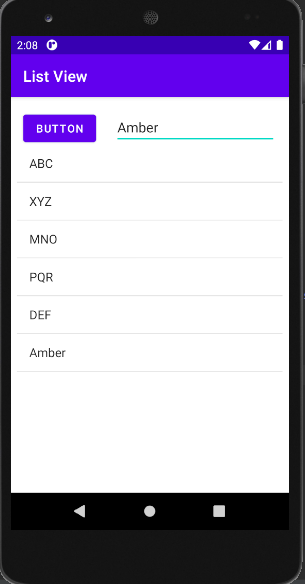 2:08
List View
BUTTON Amber
ABC
XYZ
MNO
PQR
DEF
Amber